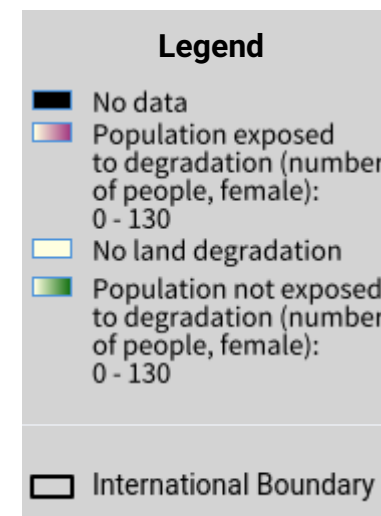 Legend
No data
Population exposed
to degradation (number
of people, female):
0 - 130
No land degradation
Population not exposed
to degradation (number
of people, female):
0 - 130
International Boundary